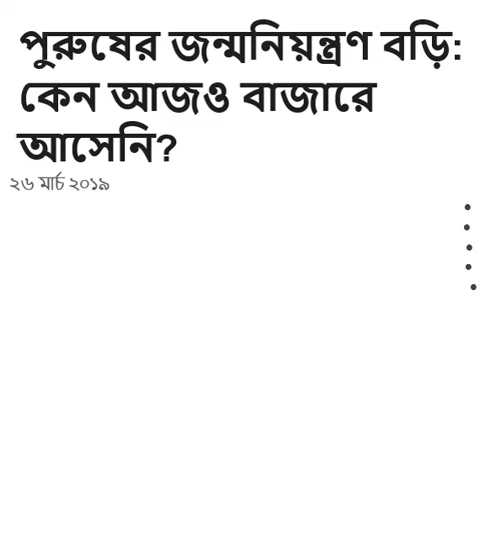 পুরুষের জন্মনিয়ন্ত্রণ বড়ি:
কেন আজও বাজারে
আসেনি?
২৬ মার্চ ২০১৯